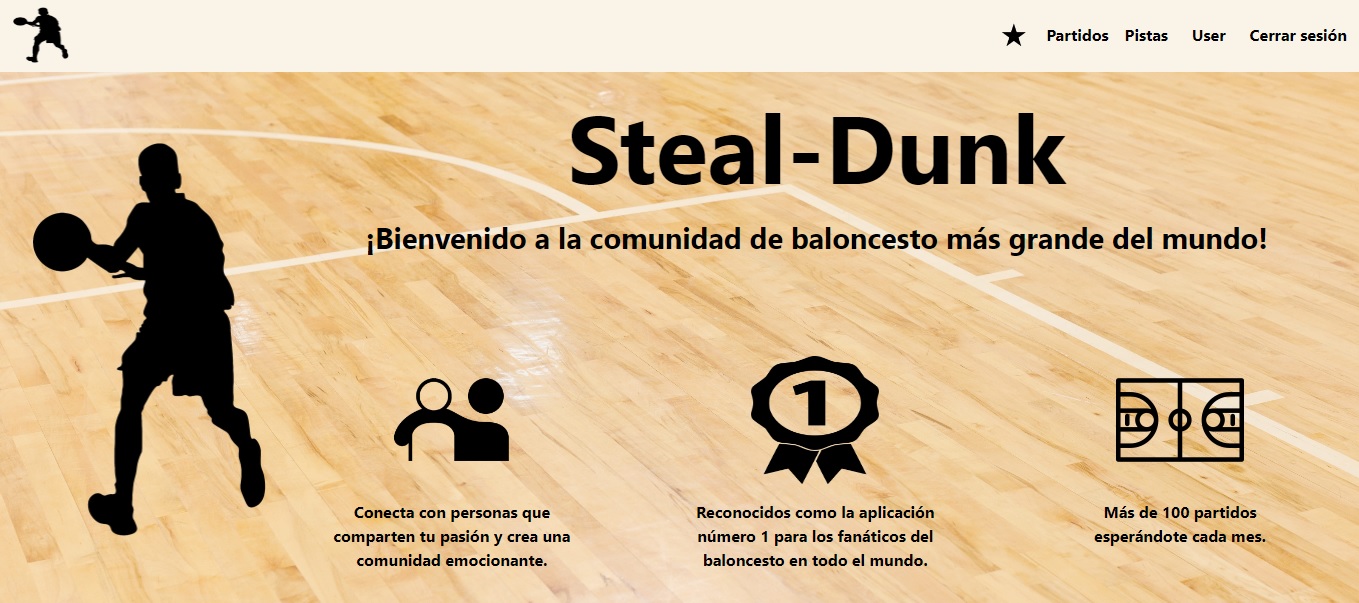 Partidos Pistas User Cerrar sesión
Steal-Dunk
¡Bienvenido a la comunidad de baloncesto más grande del mundo!
1
Conecta con personas que
comparten tu pasión y crea una
comunidad emocionante.
Reconocidos como la aplicación
número 1 para los fanáticos del
baloncesto en todo el mundo.
Más de 100 partidos
esperándote cada mes.